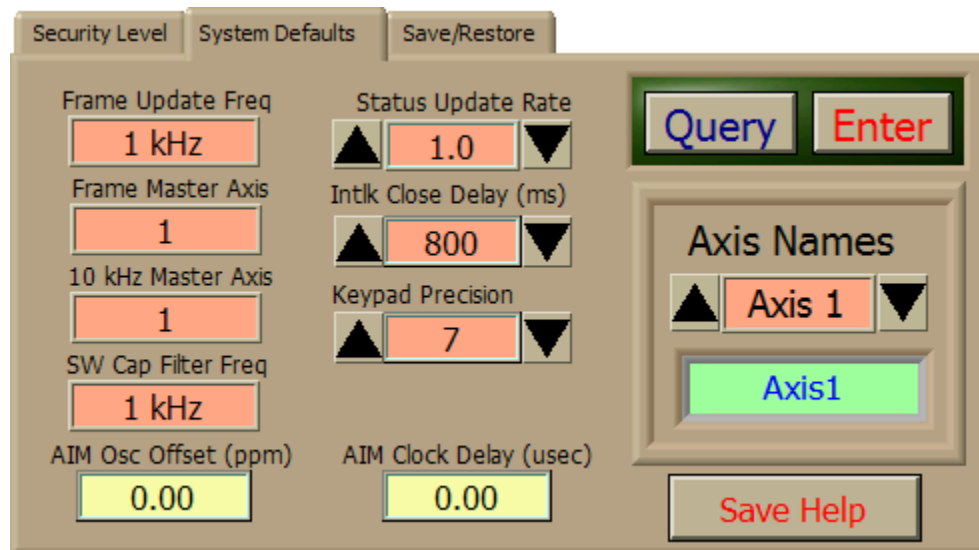 Security Level
System Defaults
Save/Restore
Frame Update Freq
1 kHz
Frame Master Axis
1
10 kHz Master Axis
1
SW Cap Filter Freq
1 kHz
AIM Osc Offset (ppm)
0.00
Status Update Rate
1.0
Intlk Close Delay (ms)
800
Keypad Precision
7
AIM Clock Delay (usec)
0.00
Query
Enter
Axis Names
Axis 1
Axis1
Save Help